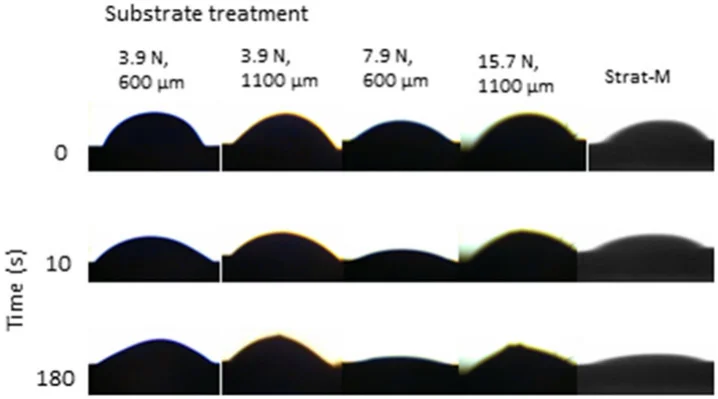 Substrate treatment
3.9 N,
600 µm
3.9 N,
1100 µm
7.9 N,
600 µm
15.7 N,
1100 µm
Strat-M
0
10
180
Time (s)